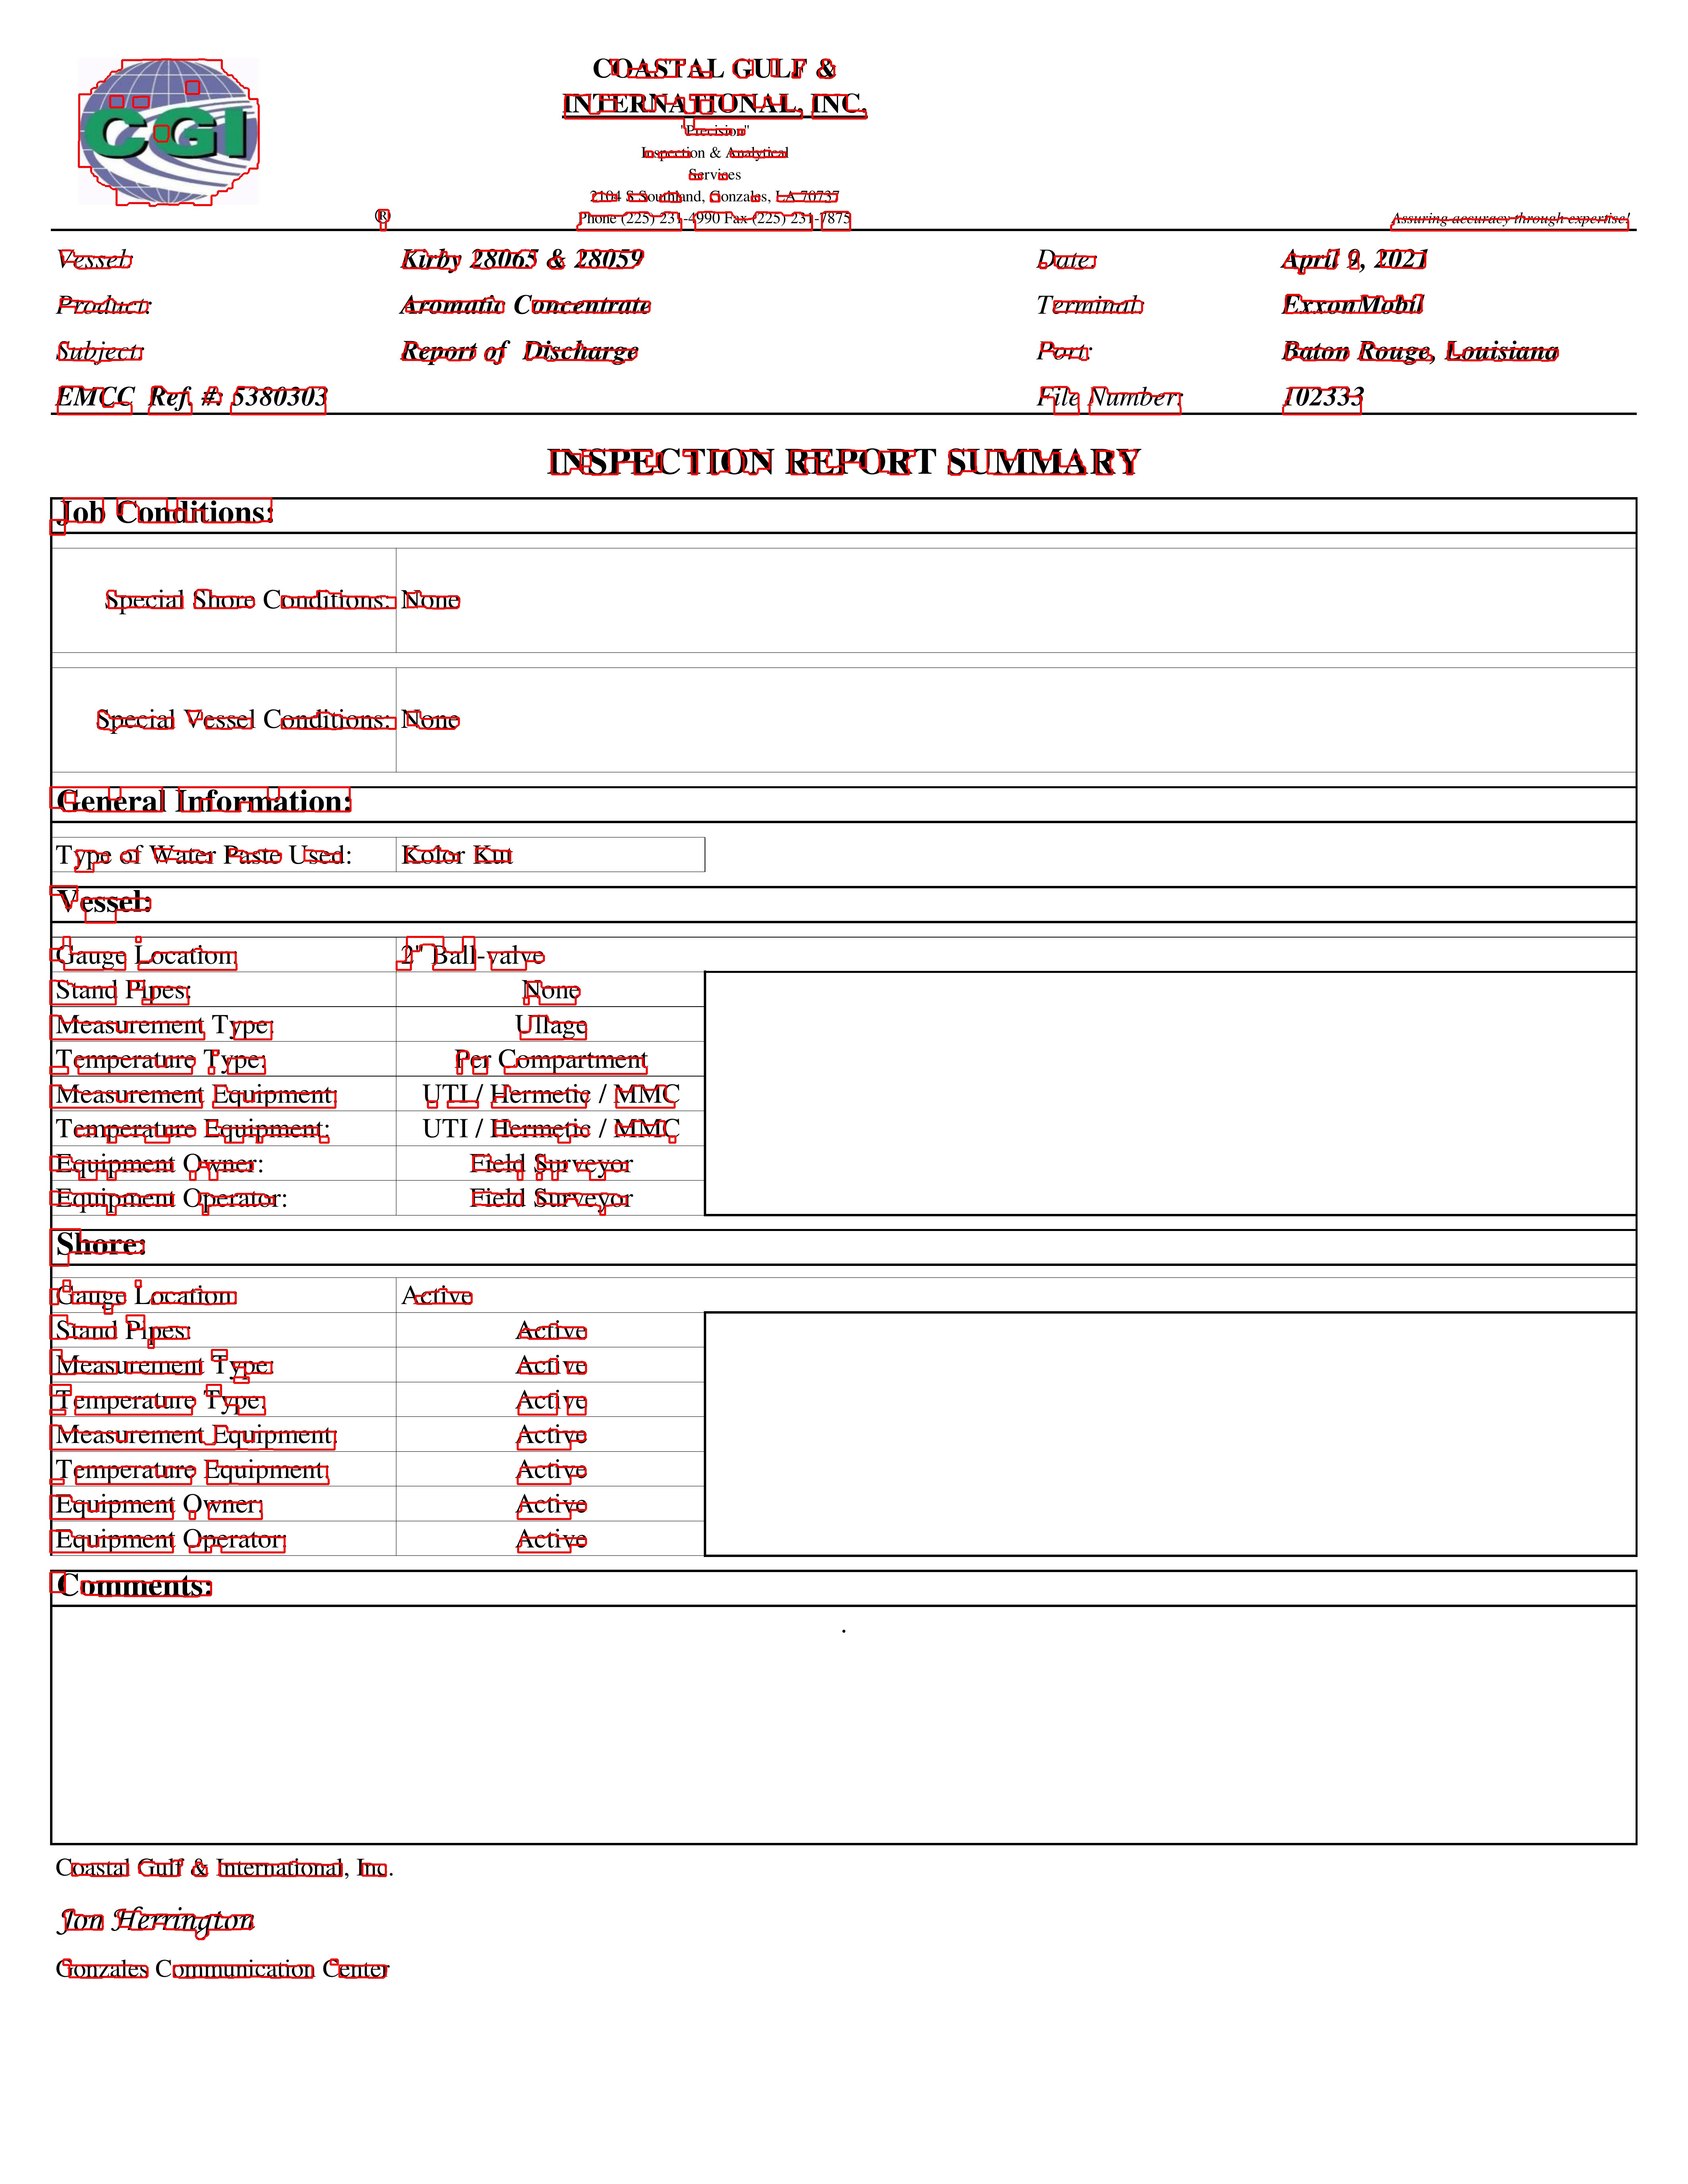 CGI
COASTAL GULF &
INTERNATIONAL, INC.
"Precision"
Inspection & Analytical
Services
2104 S Southland, Gonzales, LA 70737
® Phone (225) 231-4990 Fax (225) 231-7875 Assuring accuracy through expertise!
Vessel: Kirby 28065 & 28059 Date: April 9, 2021
Product: Aromatic Concentrate Terminal: ExxonMobil
Subject: Report of Discharge Port: Baton Rouge, Louisiana
EMCC Ref. #: 5380303 File Number: 102333
INSPECTION REPORT SUMMARY
Job Conditions:
Special Shore Conditions: None
Special Vessel Conditions: None
General Information:
Type of Water Paste Used: Kolor Kut
Vessel:
Gauge Location: 2" Ball-valve
Stand Pipes: None
Measurement Type: Ullage
Temperature Type: Per Compartment
Measurement Equipment: UTI / Hermetic / MMC
Temperature Equipment: UTI / Hermetic / MMC
Equipment Owner: Field Surveyor
Equipment Operator: Field Surveyor
Shore:
Gauge Location: Active
Stand Pipes: Active
Measurement Type: Active
Temperature Type: Active
Measurement Equipment: Active
Temperature Equipment: Active
Equipment Owner: Active
Equipment Operator: Active
Comments:
.
Coastal Gulf & International, Inc.
Jon Herrington
Gonzales Communication Center